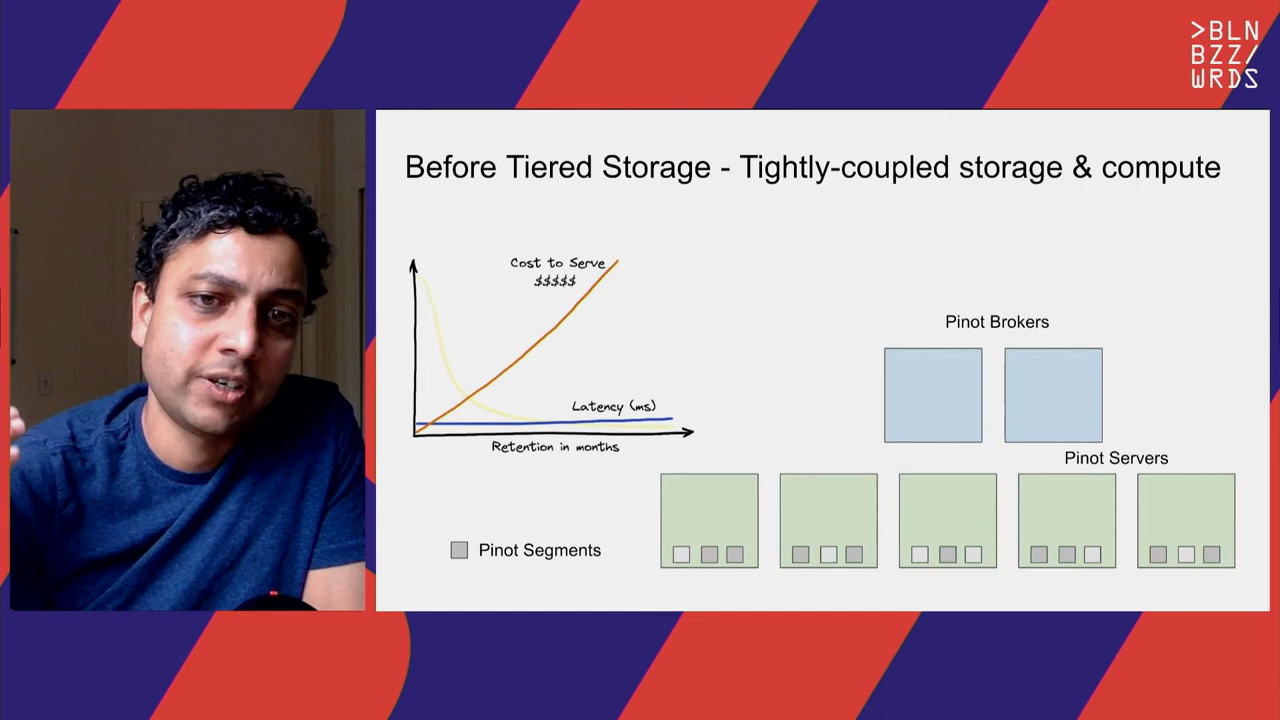 >BLN
BZZ/
WRDS
Before Tiered Storage - Tightly-coupled storage & compute
Cost to Serve
$$$$$
Latency (ms)
Retention in months
Pinot Brokers
Pinot Servers
Pinot Segments